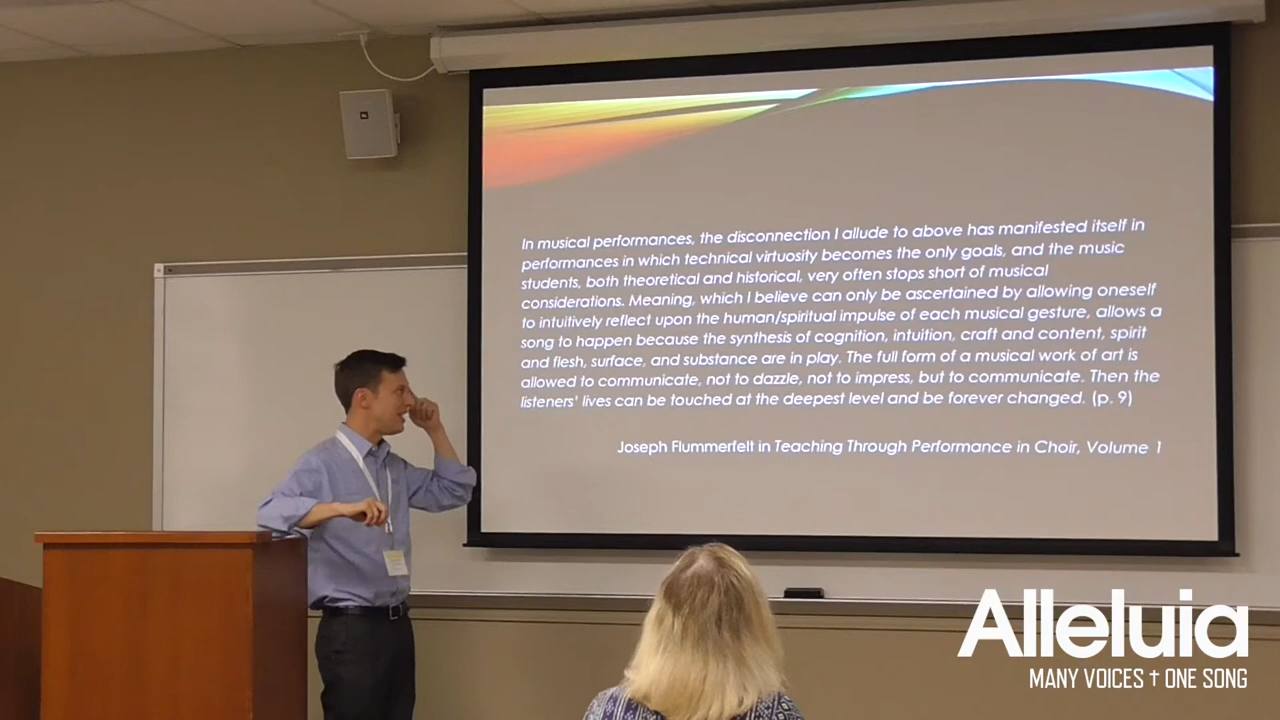 In musical performances, the disconnection I allude to above has manifested itself in
performances in which technical virtuosity becomes the only goals, and the music
students, both theoretical and historical, very often stops short of musical
considerations. Meaning, which I believe can only be ascertained by allowing oneself
to intuitively reflect upon the human/spiritual impulse of each musical gesture, allows a
song to happen because the synthesis of cognition, intuition, craft and content, spirit
and flesh, surface, and substance are in play. The full form of a musical work of art is
allowed to communicate, not to dazzle, not to impress, but to communicate. Then the
listeners' lives can be touched at the deepest level and be forever changed. (p. 9)
Joseph Flummerfelt in Teaching Through Performance in Choir, Volume 1
Alleluia
MANY VOICES † ONE SONG